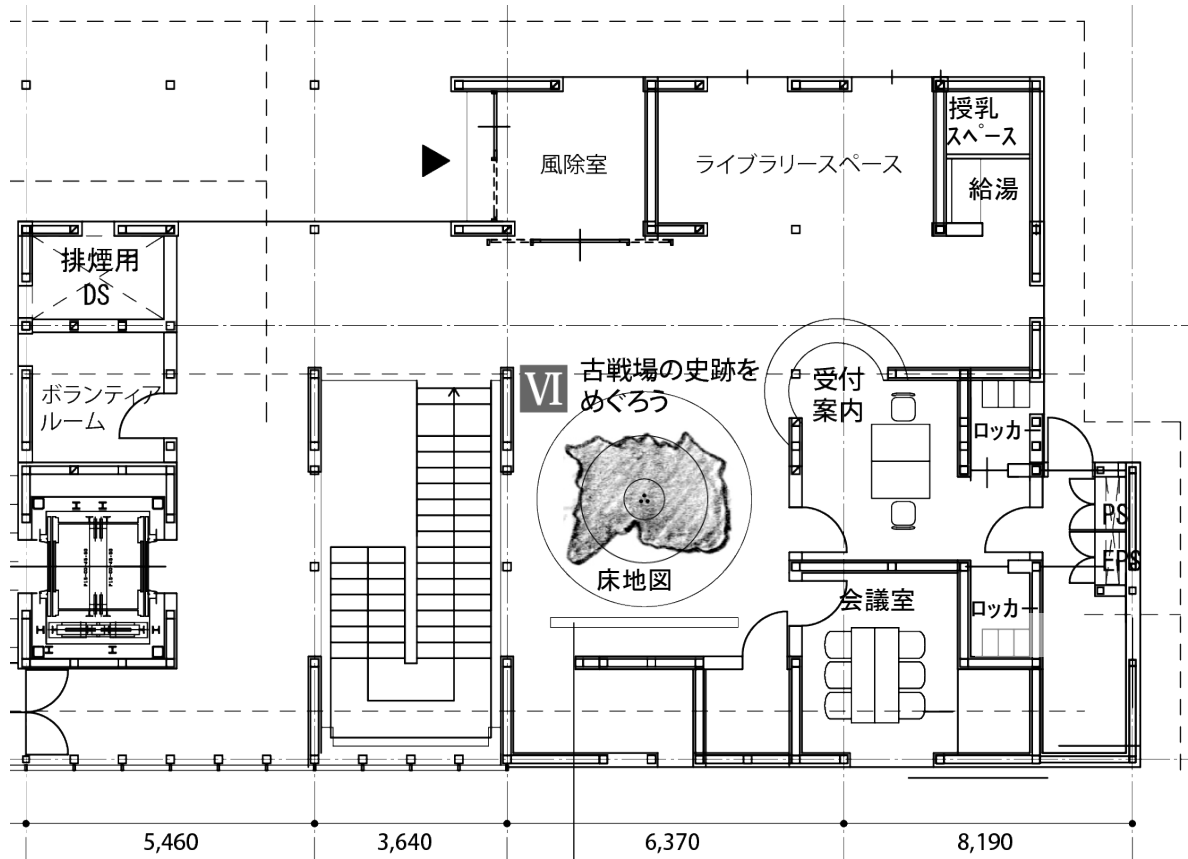 授乳
スペース
風除室
ライブラリースペース
給湯
排煙用
DS
ボランティア
ルーム
Ⅵ
古戦場の史跡を
めぐろう
受付
案内
ロッカー
PS
EPS
床地図
会議室
ロッカー
5,460
3,640
6,370
8,190